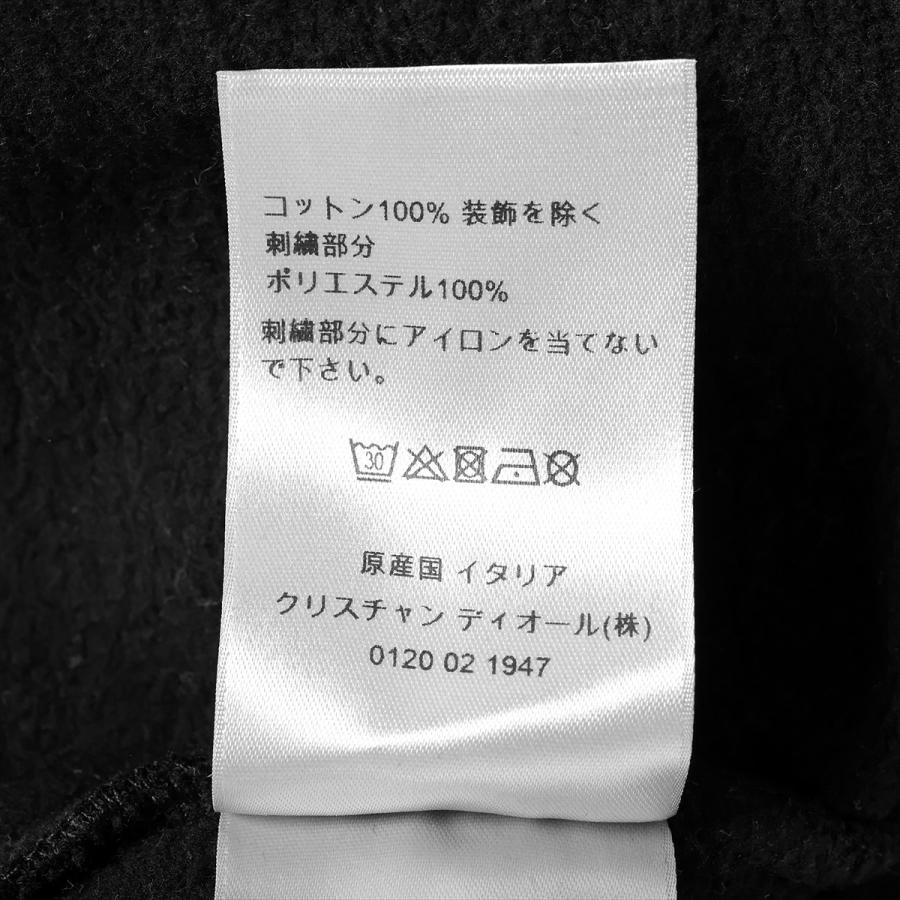 コットン100% 装飾を除く
刺繍部分
ポリエステル100%
刺繍部分にアイロンを当てない
で下さい。
30
原産国 イタリア
クリスチャン ディオール(株)
0120 02 1947